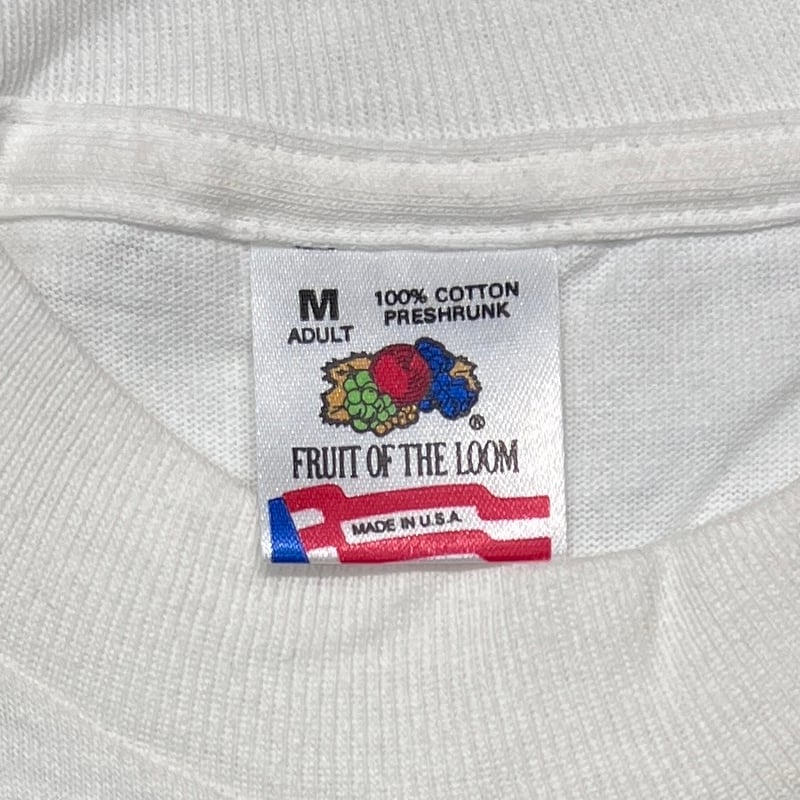 M
ADULT
100% COTTON
PRESHRUNK
®
FRUIT OF THE LOOM
MADE IN U.S.A.